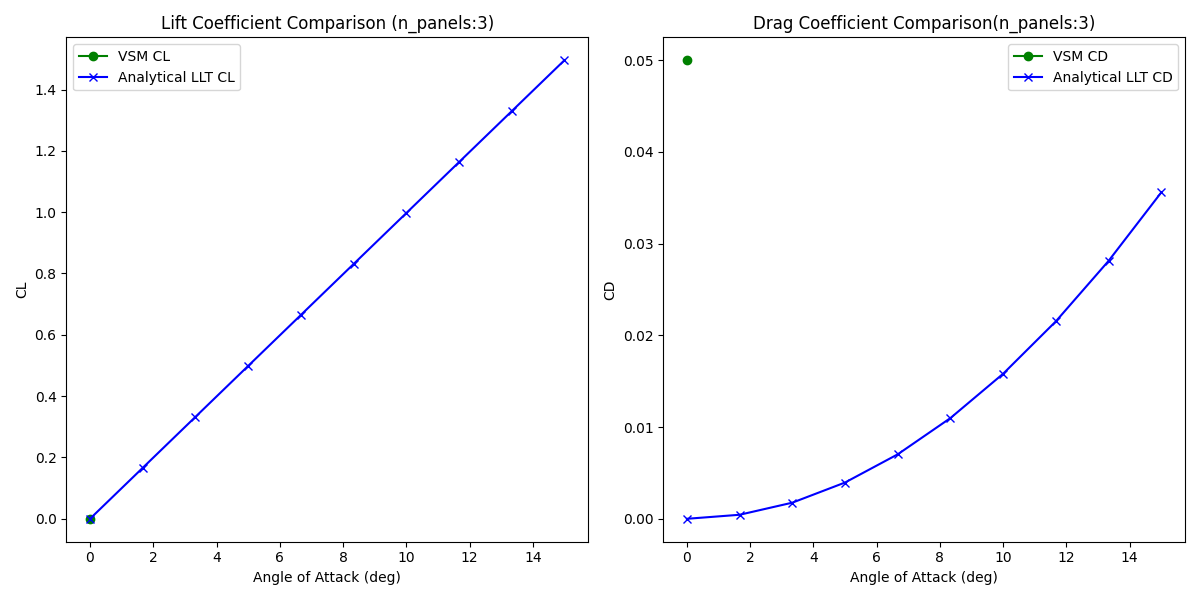 Lift Coefficient Comparison (n_panels:3)
VSM CL
Analytical LLT CL
CL
1.4
1.2
1.0
0.8
0.6
0.4
0.2
0.0
0 2 4 6 8 10 12 14
Angle of Attack (deg)
Drag Coefficient Comparison(n_panels:3)
VSM CD
Analytical LLT CD
CD
0.05
0.04
0.03
0.02
0.01
0.00
0 2 4 6 8 10 12 14
Angle of Attack (deg)